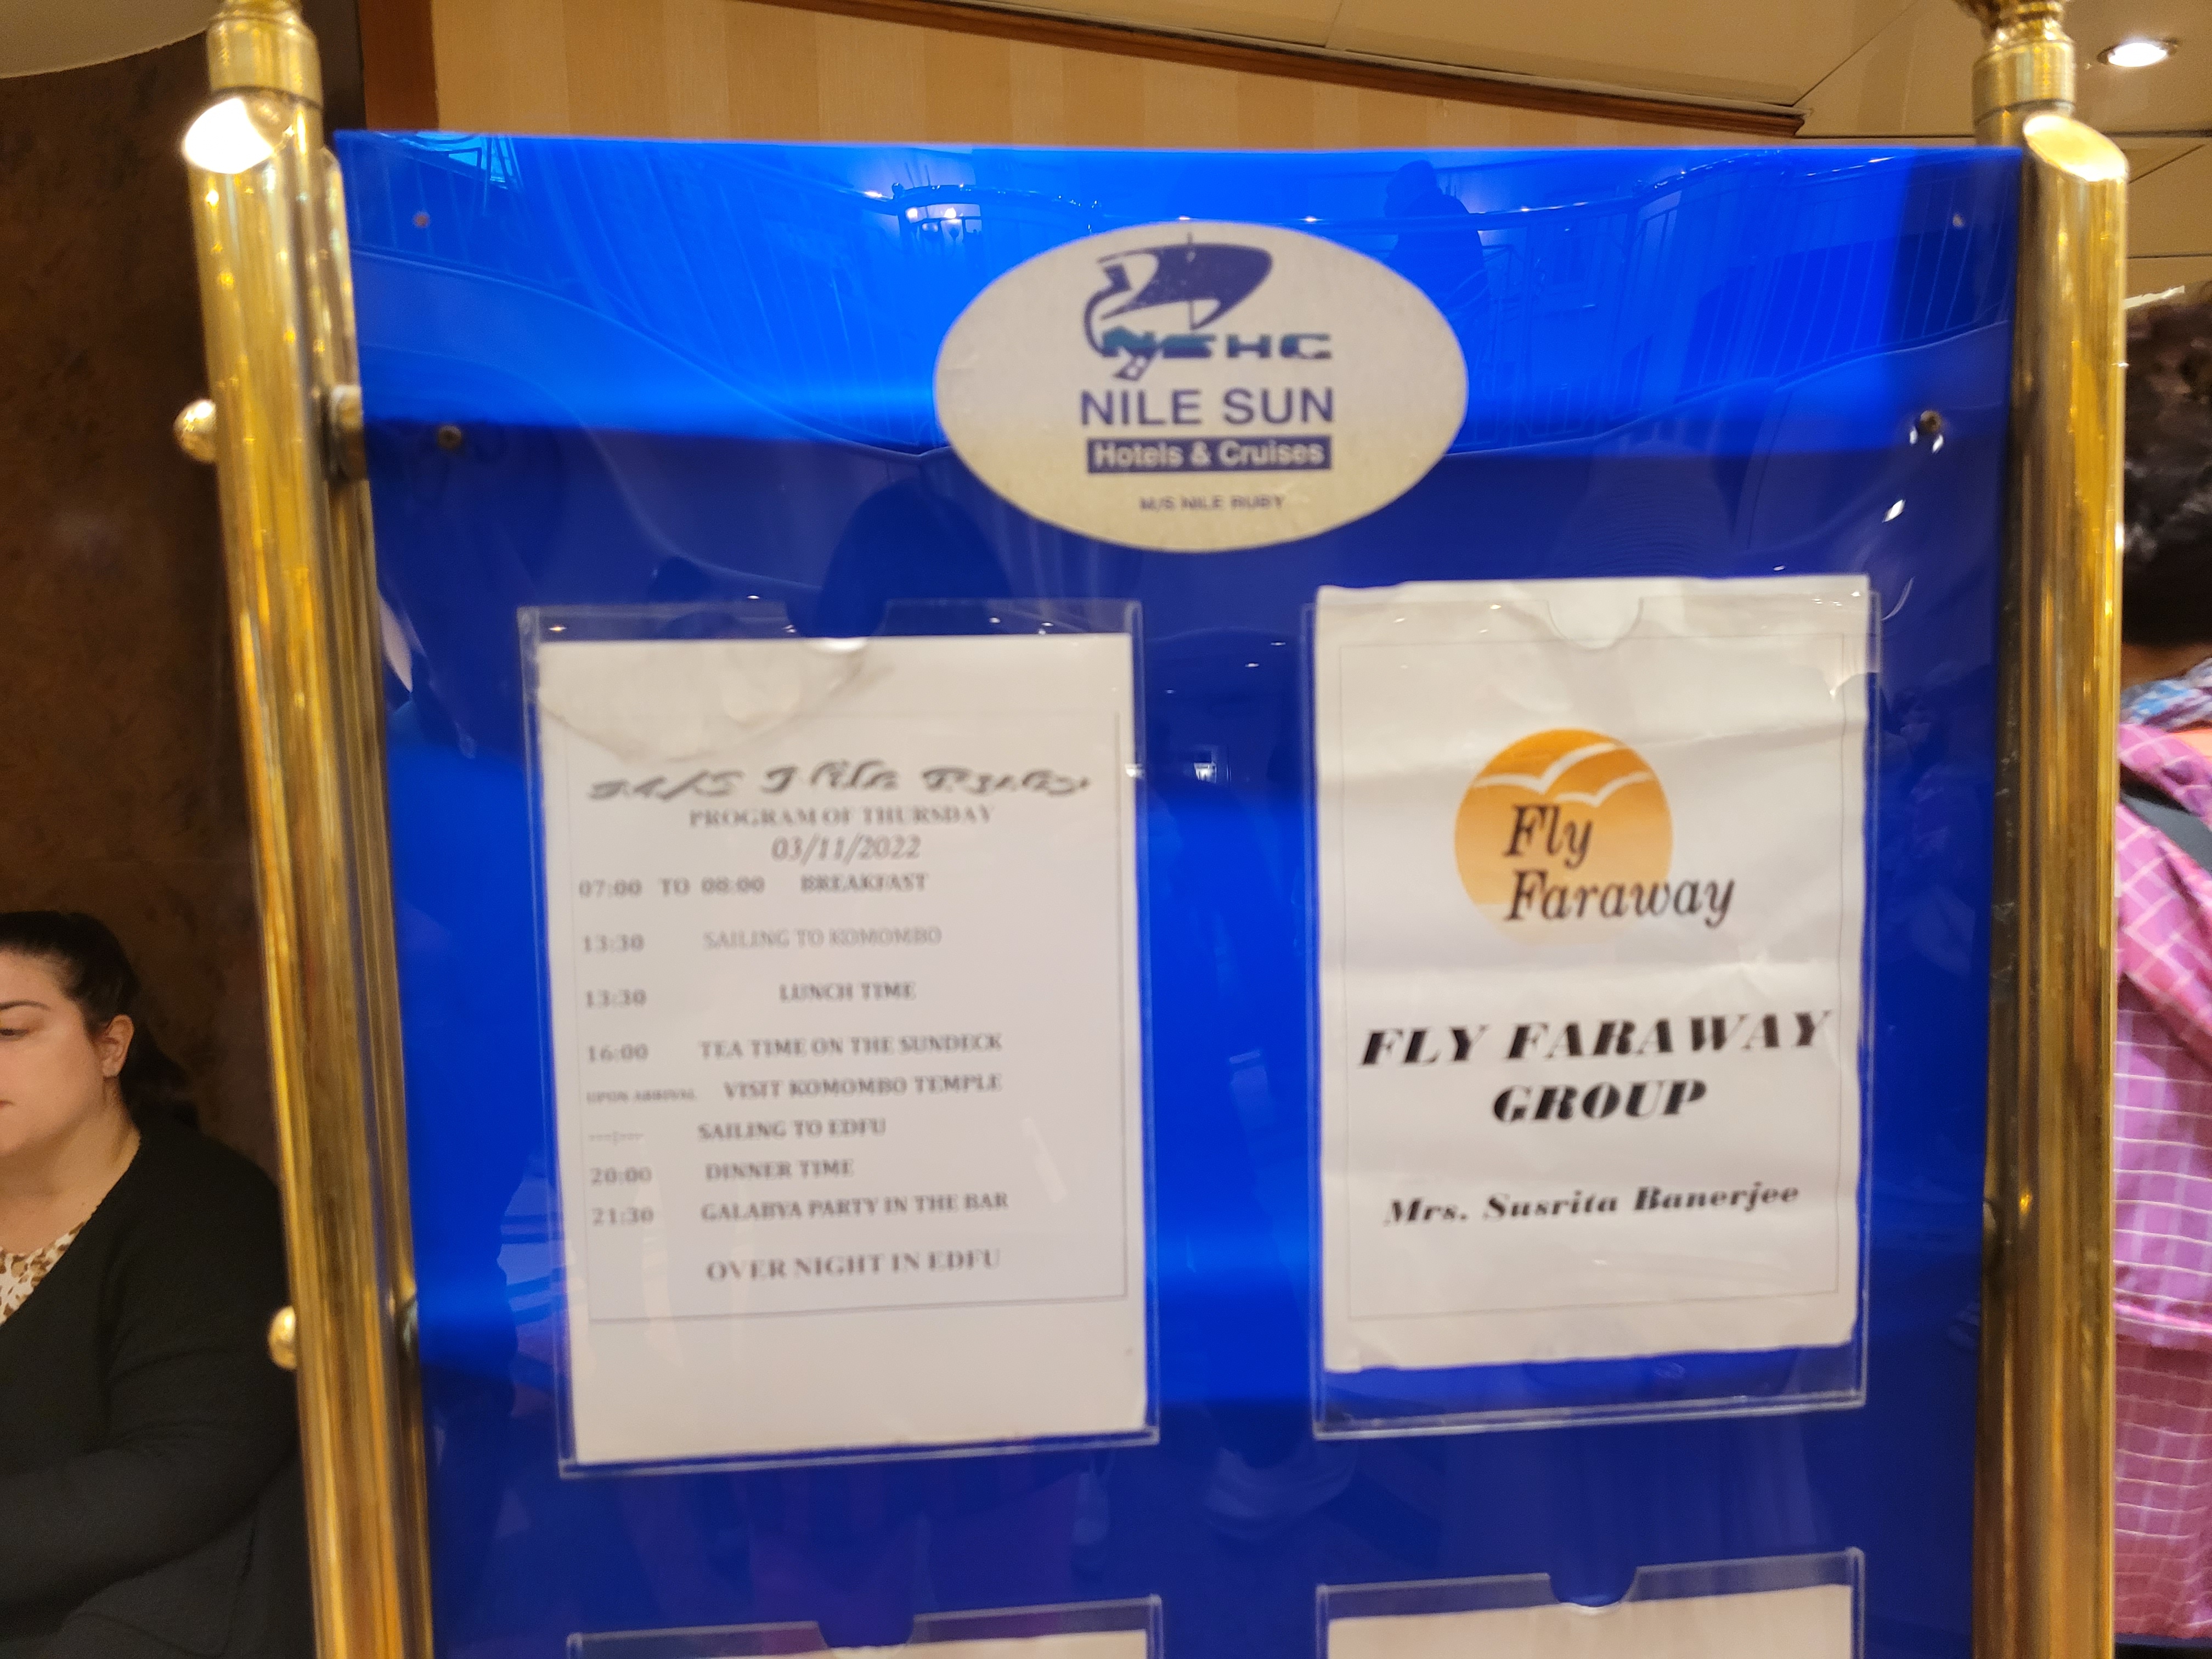 NSHC
NILE SUN
Hotels & Cruises
M/S NILE RUBY
M/S Nile Ruby
PROGRAM OF THURSDAY
03/11/2022
07:00 TO 08:00 BREAKFAST
13:30 SAILING TO KOMOMBO
13:30 LUNCH TIME
16:00 TEA TIME ON THE SUNDECK
UPON ARRIVAL VISIT KOMOMBO TEMPLE
---:--- SAILING TO EDFU
20:00 DINNER TIME
21:30 GALABYA PARTY IN THE BAR
OVER NIGHT IN EDFU
Fly
Faraway
FLY FARAWAY
GROUP
Mrs. Susrita Banerjee